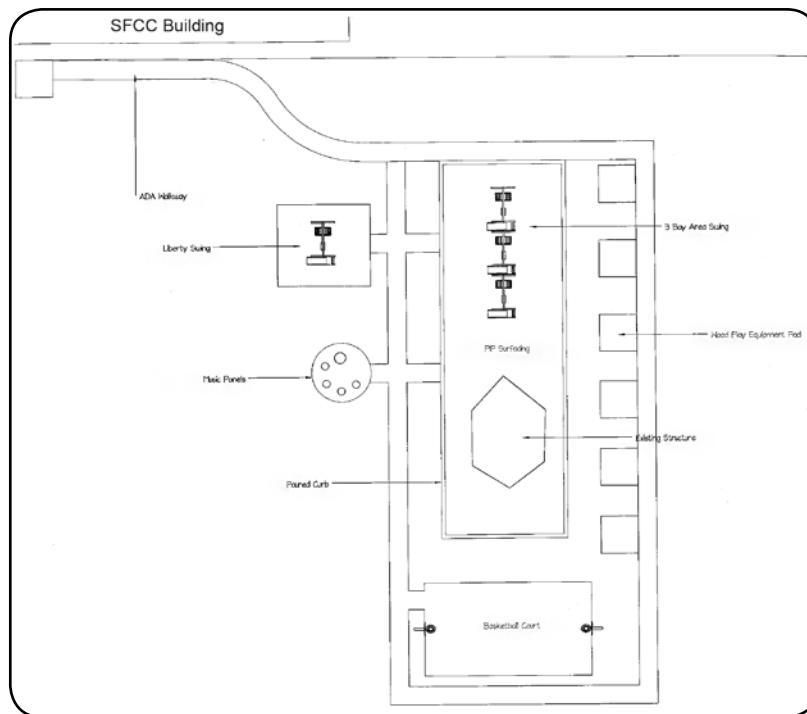 SFCC Building
ADA Walkway
Liberty Swing
3 Bay Area Swing
Wood Play Equipment Pad
PIP Surfacing
Music Panels
Existing Structure
Poured Curb
Basketball Court